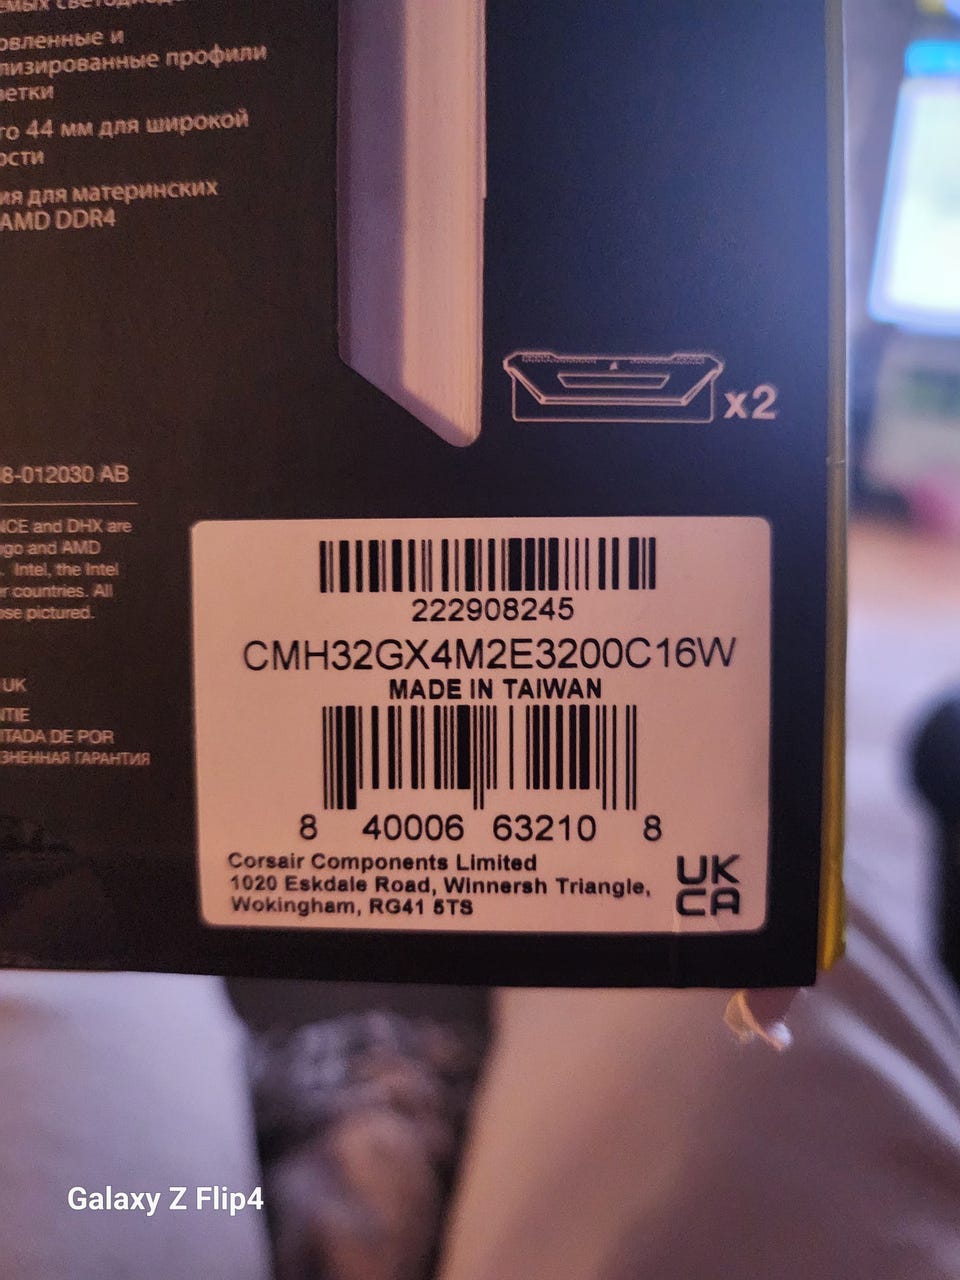 овленные и
лизированные профили
ветки
го 44 мм для широкой
ости
ия для материнских
AMD DDR4
x2
8-012030 AB
NCE and DHX are
ogo and AMD
. Intel, the Intel
r countries. All
ose pictured.
UK
NTIE
ITADA DE POR
ЗНЕННАЯ ГАРАНТИЯ
222908245
CMH32GX4M2E3200C16W
MADE IN TAIWAN
8 40006 63210 8
Corsair Components Limited
1020 Eskdale Road, Winnersh Triangle,
Wokingham, RG41 5TS
UK
CA
Galaxy Z Flip4